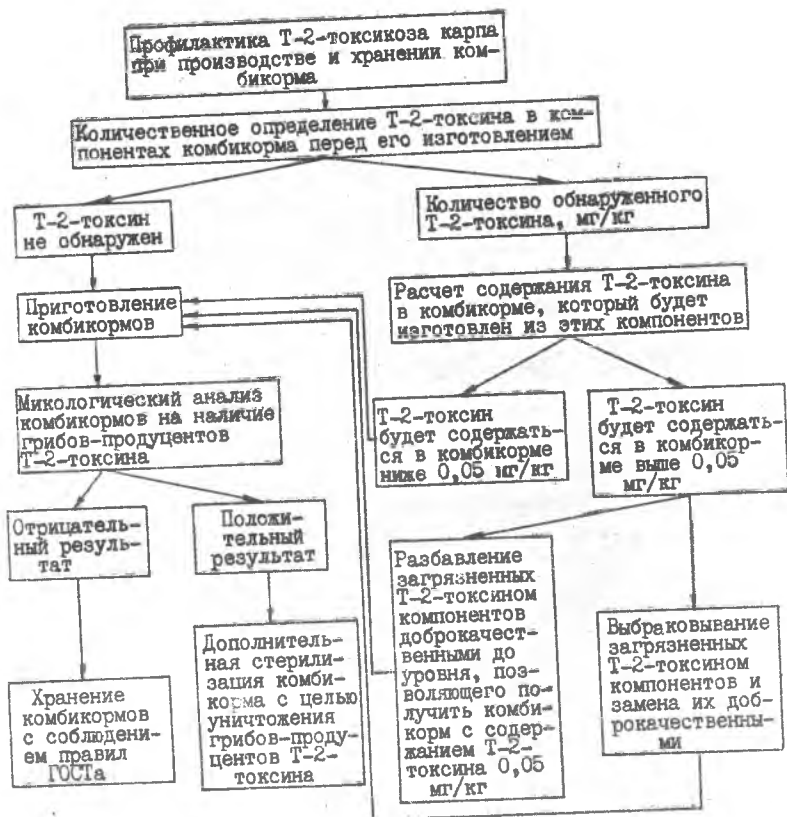 Профилактика Т-2-токсикоза карпа
при производстве и хранении ком-
бикорма
Количественное определение Т-2-токсина в ком-
понентах комбикорма перед его изготовлением
Т-2-токсин
не обнаружен
Количество обнаруженного
Т-2-токсина, мг/кг
Приготовление
комбикормов
Расчет содержания Т-2-токсина
в комбикорме, который будет
изготовлен из этих компонентов
Микологический анализ
комбикормов на наличие
грибов-продуцентов
Т-2-токсина
Т-2-токсин
будет содержать-
ся в комбикорме
ниже 0,05 мг/кг
Т-2-токсин
будет содержать-
ся в комбикор-
ме выше 0,05
мг/кг
Отрицатель-
ный резуль-
тат
Положи-
тельный
результат
Разбавление
загрязненных
Т-2-токсином
компонентов
доброкачест-
венными до
уровня, поз-
воляющего по-
лучить комби-
корм с содер-
жанием Т-2-
токсина 0,05
мг/кг
Выбраковывание
загрязненных
Т-2-токсином
компонентов и
замена их доб-
рокачественны-
ми
Хранение
комбикормов
с соблюдени-
ем правил
ГОСТа
Дополнитель-
ная стерили-
зация комби-
корма с целью
уничтожения
грибов-проду-
центов Т-2-
токсина